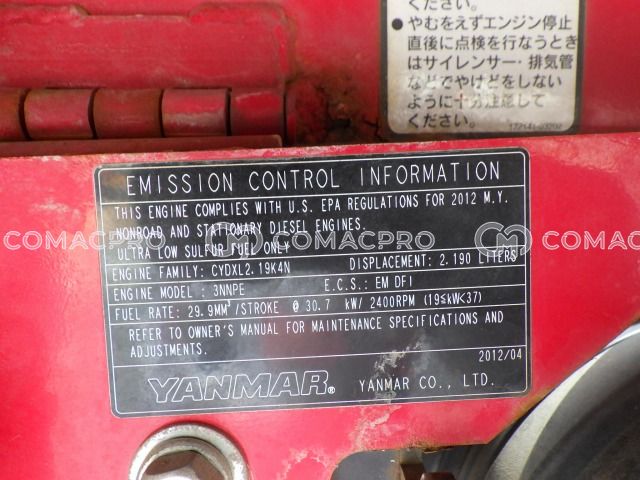 ください。
●やむをえずエンジン停止
直後に点検を行なうとき
はサイレンサー・排気管
などでやけどをしない
ように十分注意して
ください。
EMISSION CONTROL INFORMATION
THIS ENGINE COMPLIES WITH U.S. EPA REGULATIONS FOR 2012 M.Y.
NONROAD AND STATIONARY DIESEL ENGINES.
ULTRA LOW SULFUR FUEL ONLY
ENGINE FAMILY: CYDXL2.19K4N DISPLACEMENT: 2.190 LITERS
ENGINE MODEL: 3NNPE E.C.S.: EM DFI
FUEL RATE: 29.9MM³/STROKE @ 30.7 kW/ 2400RPM (19≤kW<37)
REFER TO OWNER'S MANUAL FOR MAINTENANCE SPECIFICATIONS AND
ADJUSTMENTS.
2012/04
YANMAR® YANMAR CO., LTD.
COMACPRO COMACPRO COMACPRO